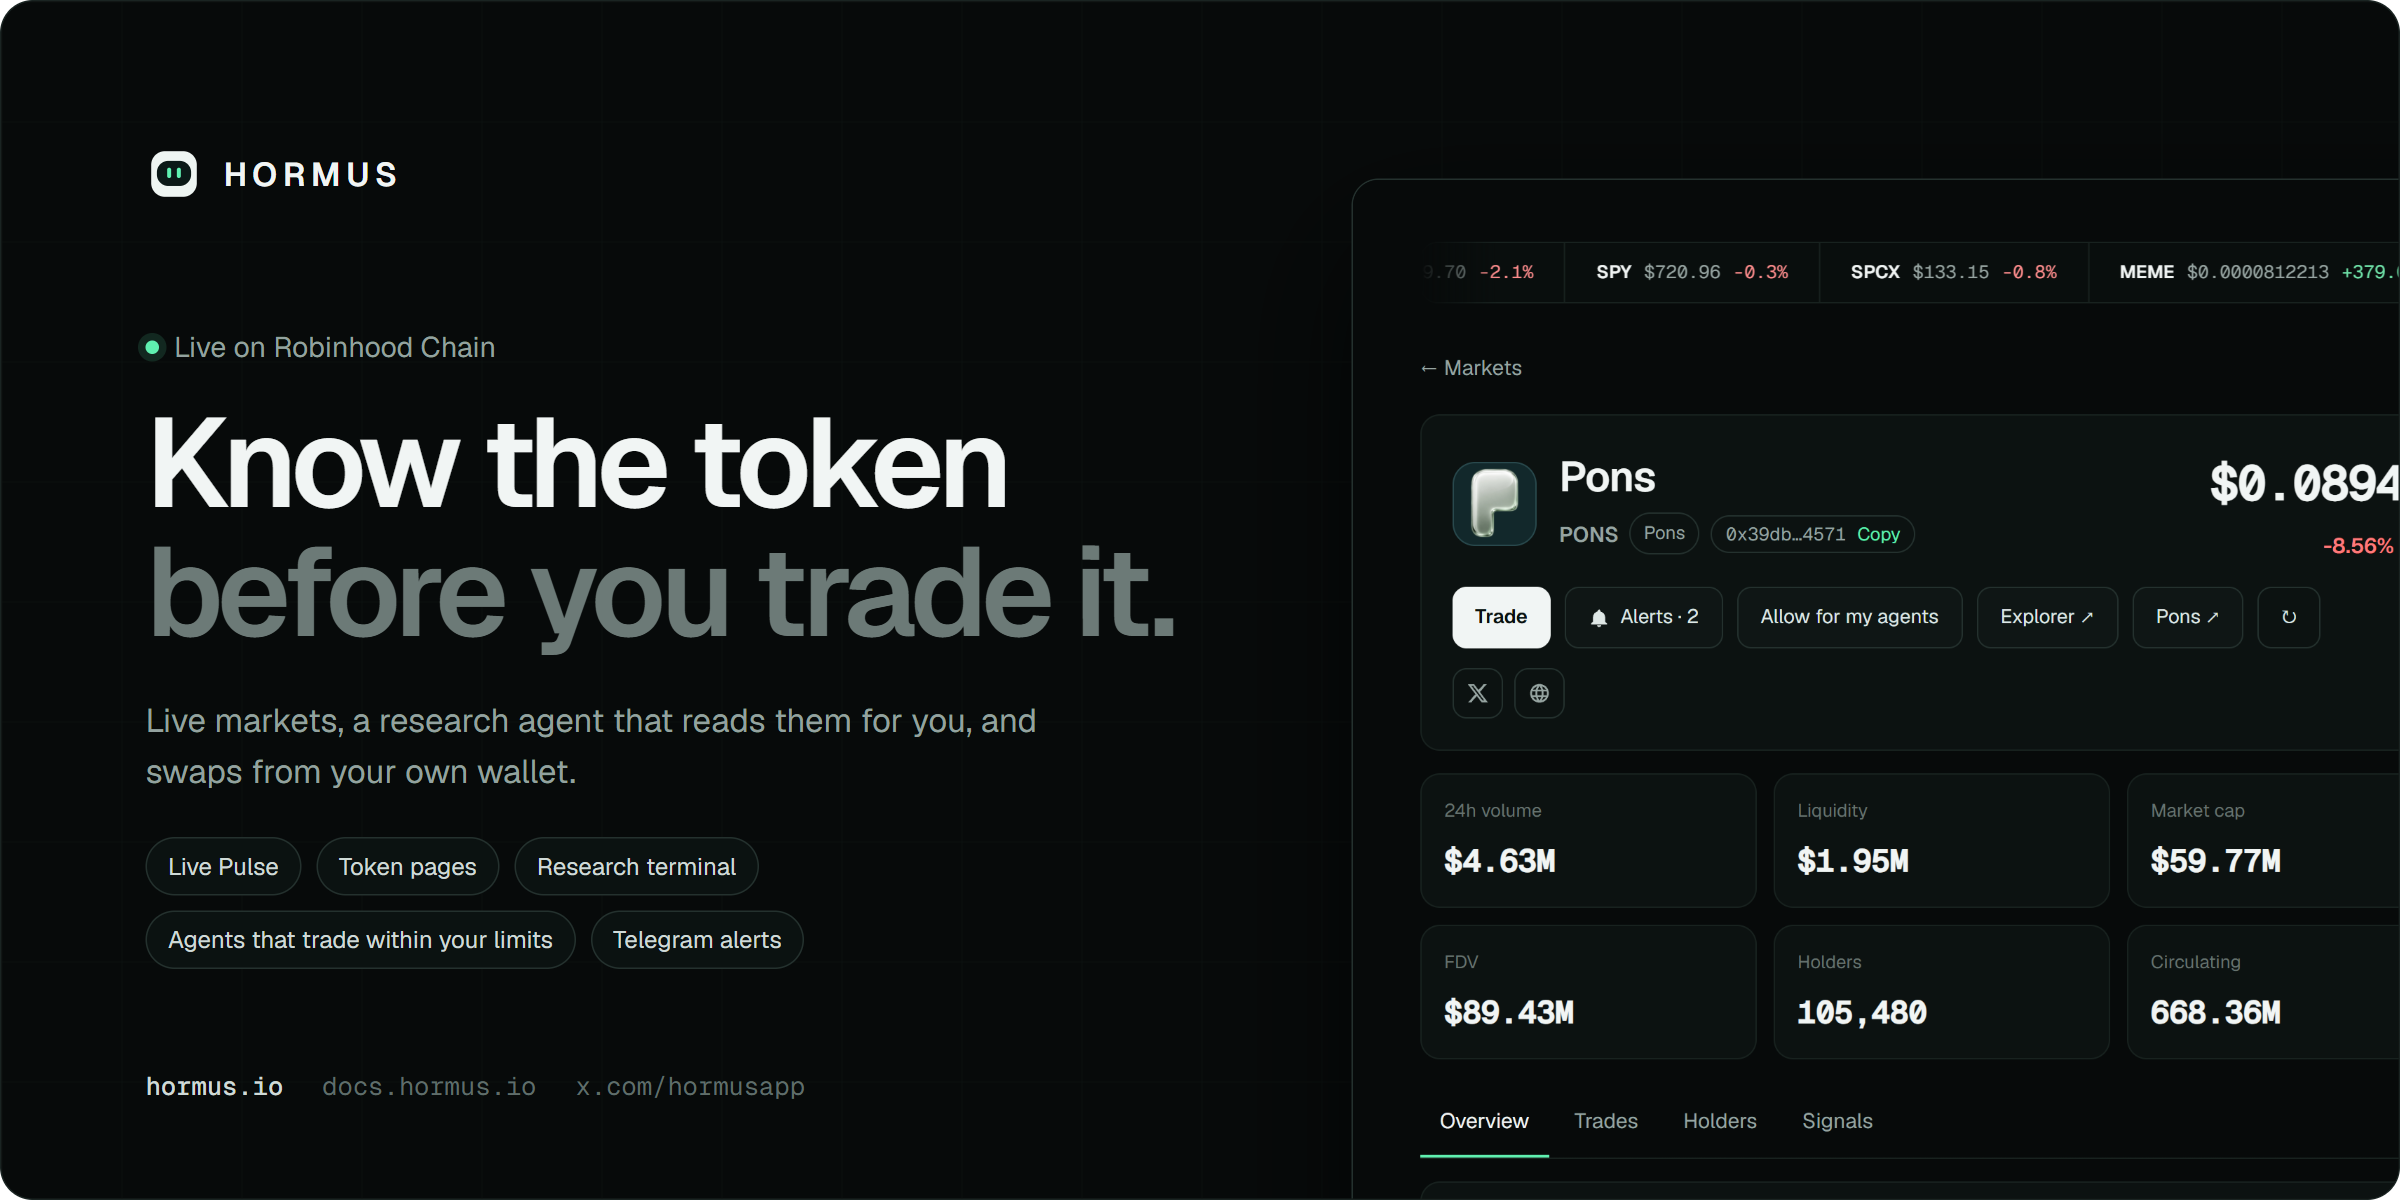 HORMUS
Live on Robinhood Chain
Know the token
before you trade it.
Live markets, a research agent that reads them for you, and
swaps from your own wallet.
Live Pulse
Token pages
Research terminal
Agents that trade within your limits
Telegram alerts
hormus.io docs.hormus.io x.com/hormusapp
9.70 -2.1% SPY $720.96 -0.3% SPCX $133.15 -0.8% MEME $0.0000812213 +379.
← Markets
Pons
$0.0894
PONS Pons 0x39db…4571 Copy
-8.56%
Trade
Alerts · 2
Allow for my agents
Explorer ↗
Pons ↗
↻
24h volume
$4.63M
Liquidity
$1.95M
Market cap
$59.77M
FDV
$89.43M
Holders
105,480
Circulating
668.36M
Overview Trades Holders Signals